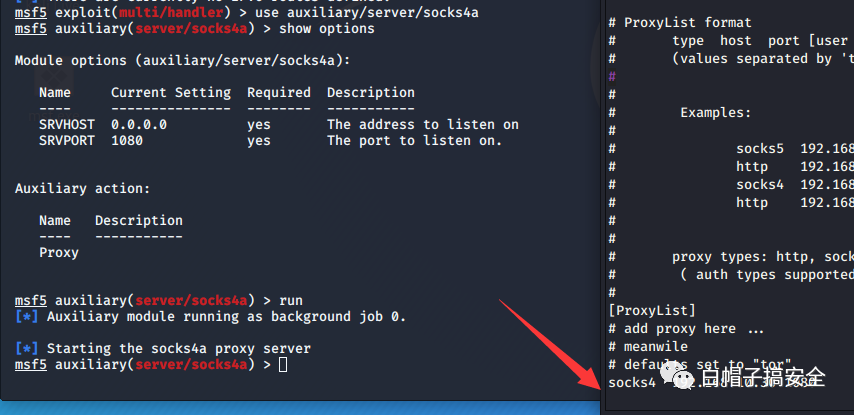 [*] There are currently no
msf5 exploit(multi/handler) > use auxiliary/server/socks4a
msf5 auxiliary(server/socks4a) > show options
Module options (auxiliary/server/socks4a):
Name Current Setting Required Description
---- --------------- -------- -----------
SRVHOST 0.0.0.0 yes The address to listen on
SRVPORT 1080 yes The port to listen on.
Auxiliary action:
Name Description
---- -----------
Proxy
msf5 auxiliary(server/socks4a) > run
[*] Auxiliary module running as background job 0.
[*] Starting the socks4a proxy server
msf5 auxiliary(server/socks4a) >
# ProxyList format
# type host port [user
# (values separated by 't
#
#
# Examples:
#
# socks5 192.168
# http 192.168
# socks4 192.168
# http 192.168
#
#
# proxy types: http, sock
# ( auth types supported
#
[ProxyList]
# add proxy here ...
# meanwile
# defaults set to "tor"
socks4
白帽子搞安全